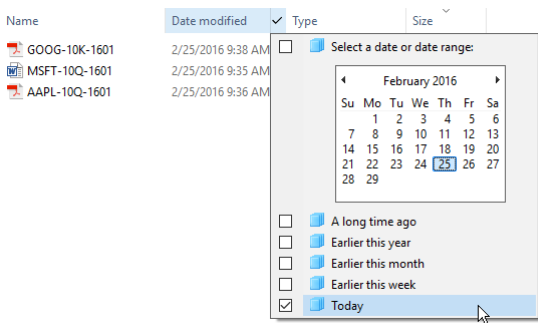 Name Date modified Type Size
GOOG-10K-1601 2/25/2016 9:38 AM
MSFT-10Q-1601 2/25/2016 9:35 AM
AAPL-10Q-1601 2/25/2016 9:36 AM
Select a date or date range:
February 2016
Su Mo Tu We Th Fr Sa
1 2 3 4 5 6
7 8 9 10 11 12 13
14 15 16 17 18 19 20
21 22 23 24 25 26 27
28 29
A long time ago
Earlier this year
Earlier this month
Earlier this week
Today